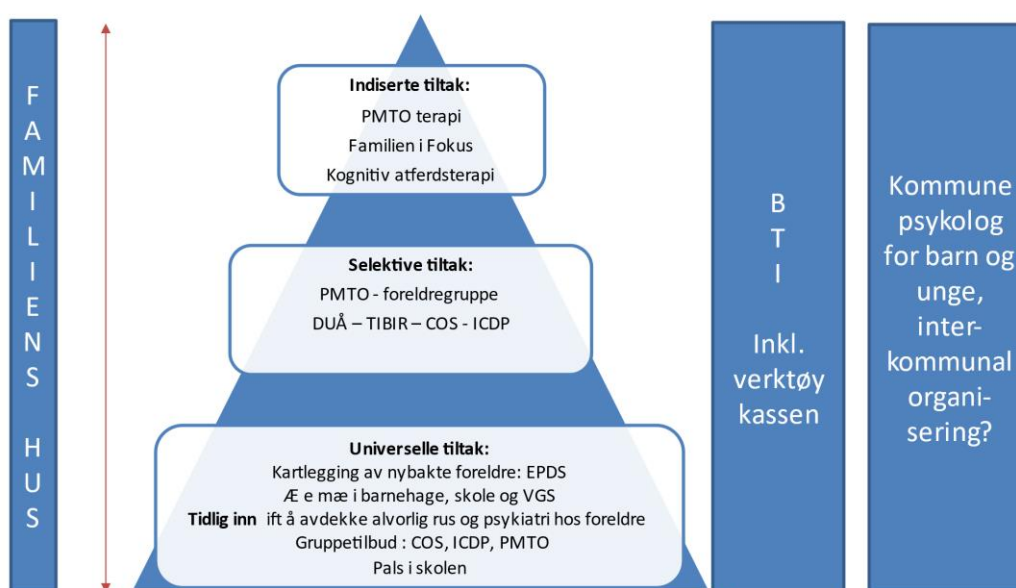 FAMILIENS HUS
Indiserte tiltak:
PMTO terapi
Familien i Fokus
Kognitiv atferdsterapi
Selektive tiltak:
PMTO - foreldregruppe
DUÅ – TIBIR – COS - ICDP
Universelle tiltak:
Kartlegging av nybakte foreldre: EPDS
Æ e mæ i barnehage, skole og VGS
Tidlig inn ift å avdekke alvorlig rus og psykiatri hos foreldre
Gruppetilbud : COS, ICDP, PMTO
Pals i skolen
BTI
Inkl.
verktøy
kassen
Kommune
psykolog
for barn og
unge,
inter-
kommunal
organi-
sering?